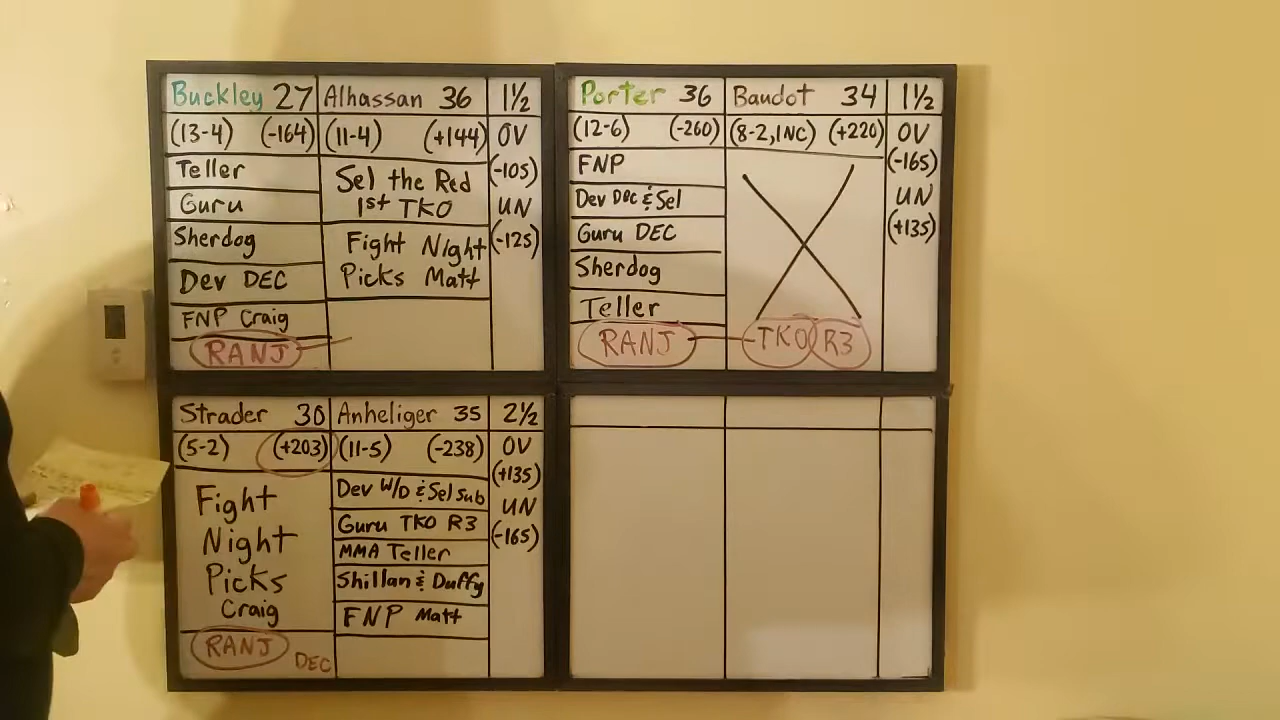 Buckley 27 Alhassan 36 1½
(13-4) (-164) (11-4) (+144) OV
Teller
Guru
Sherdog
Dev DEC
FNP Craig
RANJ
Sel the Red
1st TKO
Fight Night
Picks Matt
(-105)
UN
(-125)
Porter 36 Baudot 34 1½
(12-6) (-260) (8-2, 1NC) (+220) OV
FNP
Dev DEC & Sel
Guru DEC
Sherdog
Teller
RANJ TKO R3
(-165)
UN
(+135)
Strader 30 Anheliger 35 2½
(5-2) (+203) (11-5) (-238) OV
Fight
Night
Picks
Craig
RANJ DEC
Dev W/D & Sel sub
Guru TKO R3
MMA Teller
Shillan & Duffy
FNP Matt
(+135)
UN
(-165)